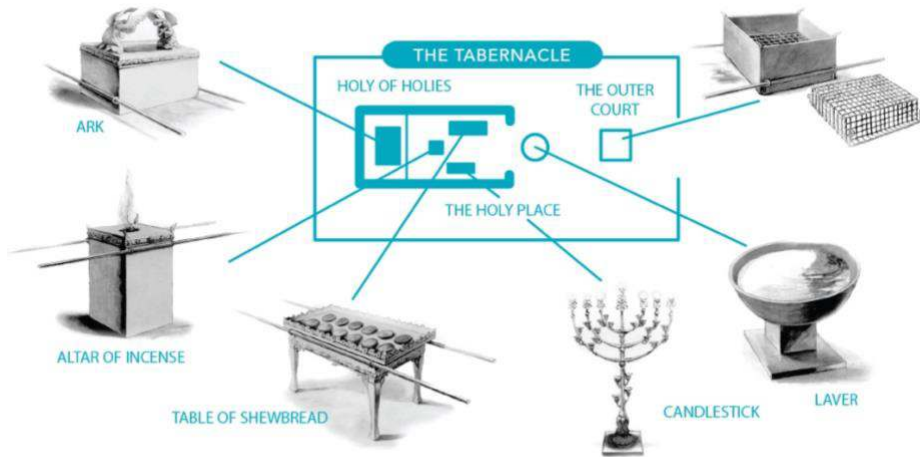 THE TABERNACLE
HOLY OF HOLIES
THE OUTER
COURT
ARK
THE HOLY PLACE
ALTAR OF INCENSE
TABLE OF SHEWBREAD
CANDLESTICK
LAVER